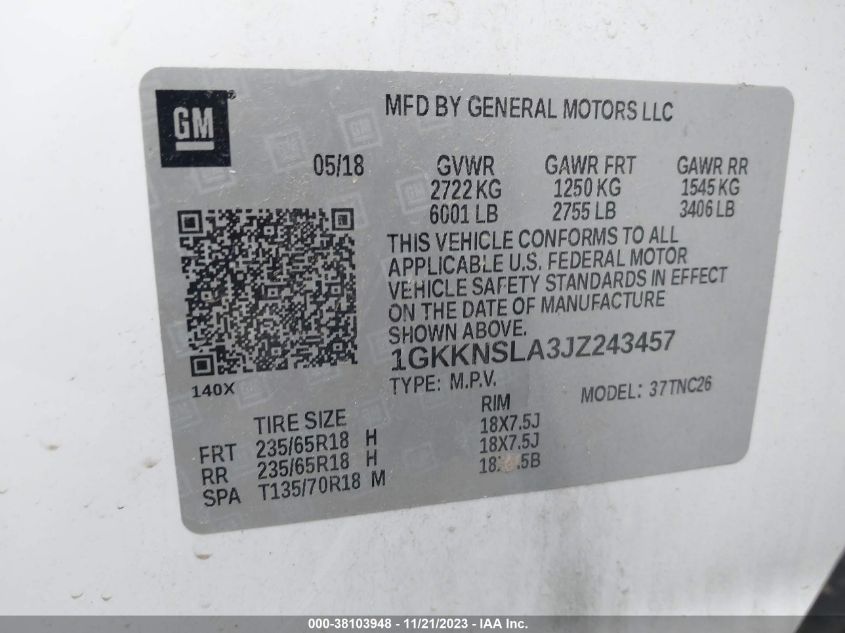 GM®
MFD BY GENERAL MOTORS LLC
05/18 GVWR GAWR FRT GAWR RR
2722 KG 1250 KG 1545 KG
6001 LB 2755 LB 3406 LB
THIS VEHICLE CONFORMS TO ALL
APPLICABLE U.S. FEDERAL MOTOR
VEHICLE SAFETY STANDARDS IN EFFECT
ON THE DATE OF MANUFACTURE
SHOWN ABOVE.
1GKKNSLA3JZ243457
140X
TYPE: M.P.V. MODEL: 37TNC26
TIRE SIZE RIM
FRT 235/65R18 H 18X7.5J
RR 235/65R18 H 18X7.5J
SPA T135/70R18 M
000-38103948 - 11/21/2023 - IAA Inc.